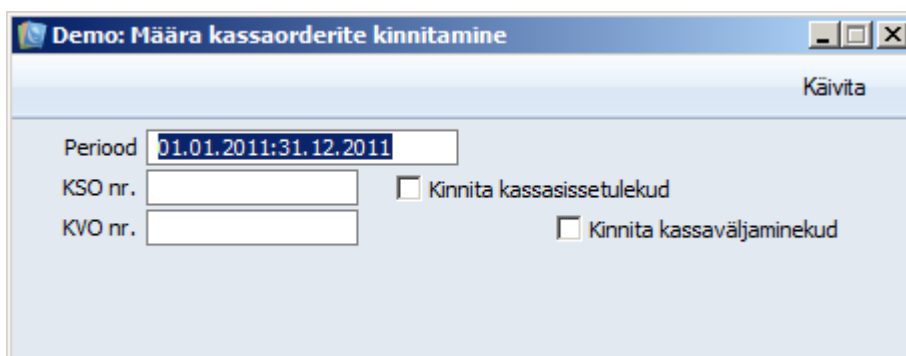 Demo: Määra kassaorderite kinnitamine
Käivita
Periood 01.01.2011:31.12.2011
KSO nr. Kinnita kassasissetulekud
KVO nr. Kinnita kassaväljaminekud